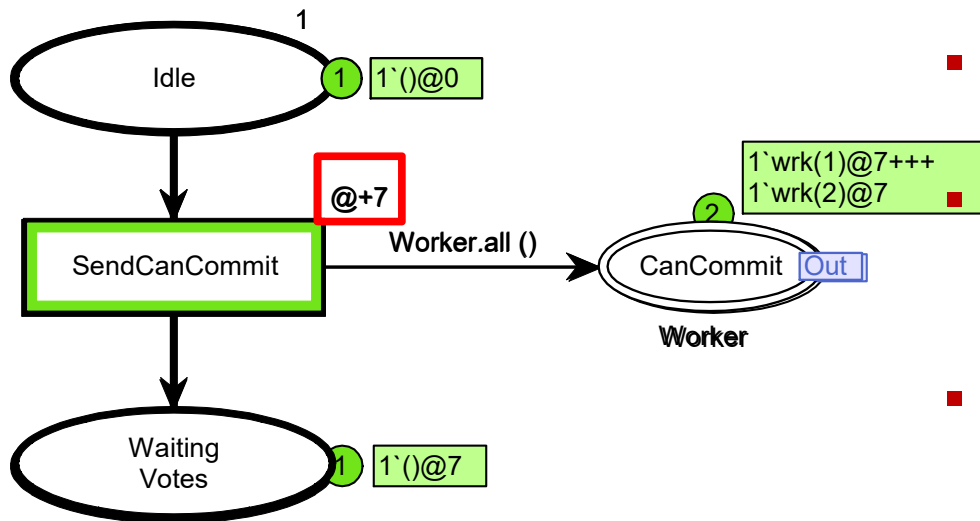 1
Idle
1
1`()@0
@+7
1`wrk(1)@7+++
1`wrk(2)@7
2
SendCanCommit
Worker.all ()
CanCommit
Out
Worker
Waiting
Votes
1
1`()@7